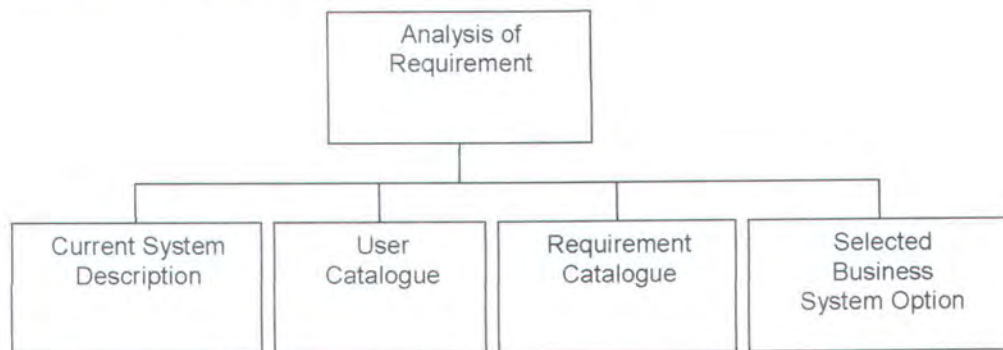 Analysis of
Requirement
Current System
Description
User
Catalogue
Requirement
Catalogue
Selected
Business
System Option